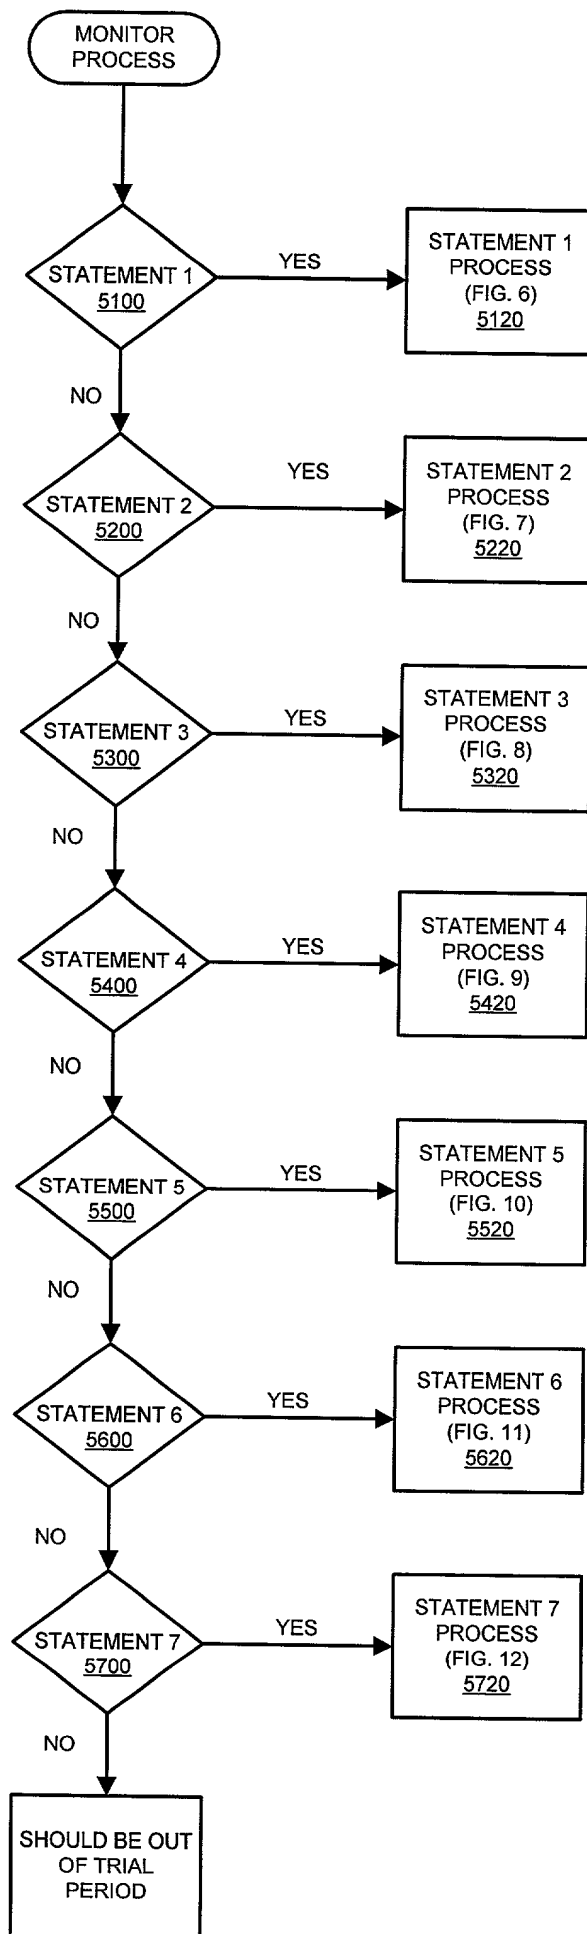 MONITOR
PROCESS
STATEMENT 1
5100
YES
STATEMENT 1
PROCESS
(FIG. 6)
5120
NO
STATEMENT 2
5200
YES
STATEMENT 2
PROCESS
(FIG. 7)
5220
NO
STATEMENT 3
5300
YES
STATEMENT 3
PROCESS
(FIG. 8)
5320
NO
STATEMENT 4
5400
YES
STATEMENT 4
PROCESS
(FIG. 9)
5420
NO
STATEMENT 5
5500
YES
STATEMENT 5
PROCESS
(FIG. 10)
5520
NO
STATEMENT 6
5600
YES
STATEMENT 6
PROCESS
(FIG. 11)
5620
NO
STATEMENT 7
5700
YES
STATEMENT 7
PROCESS
(FIG. 12)
5720
NO
SHOULD BE OUT
OF TRIAL
PERIOD